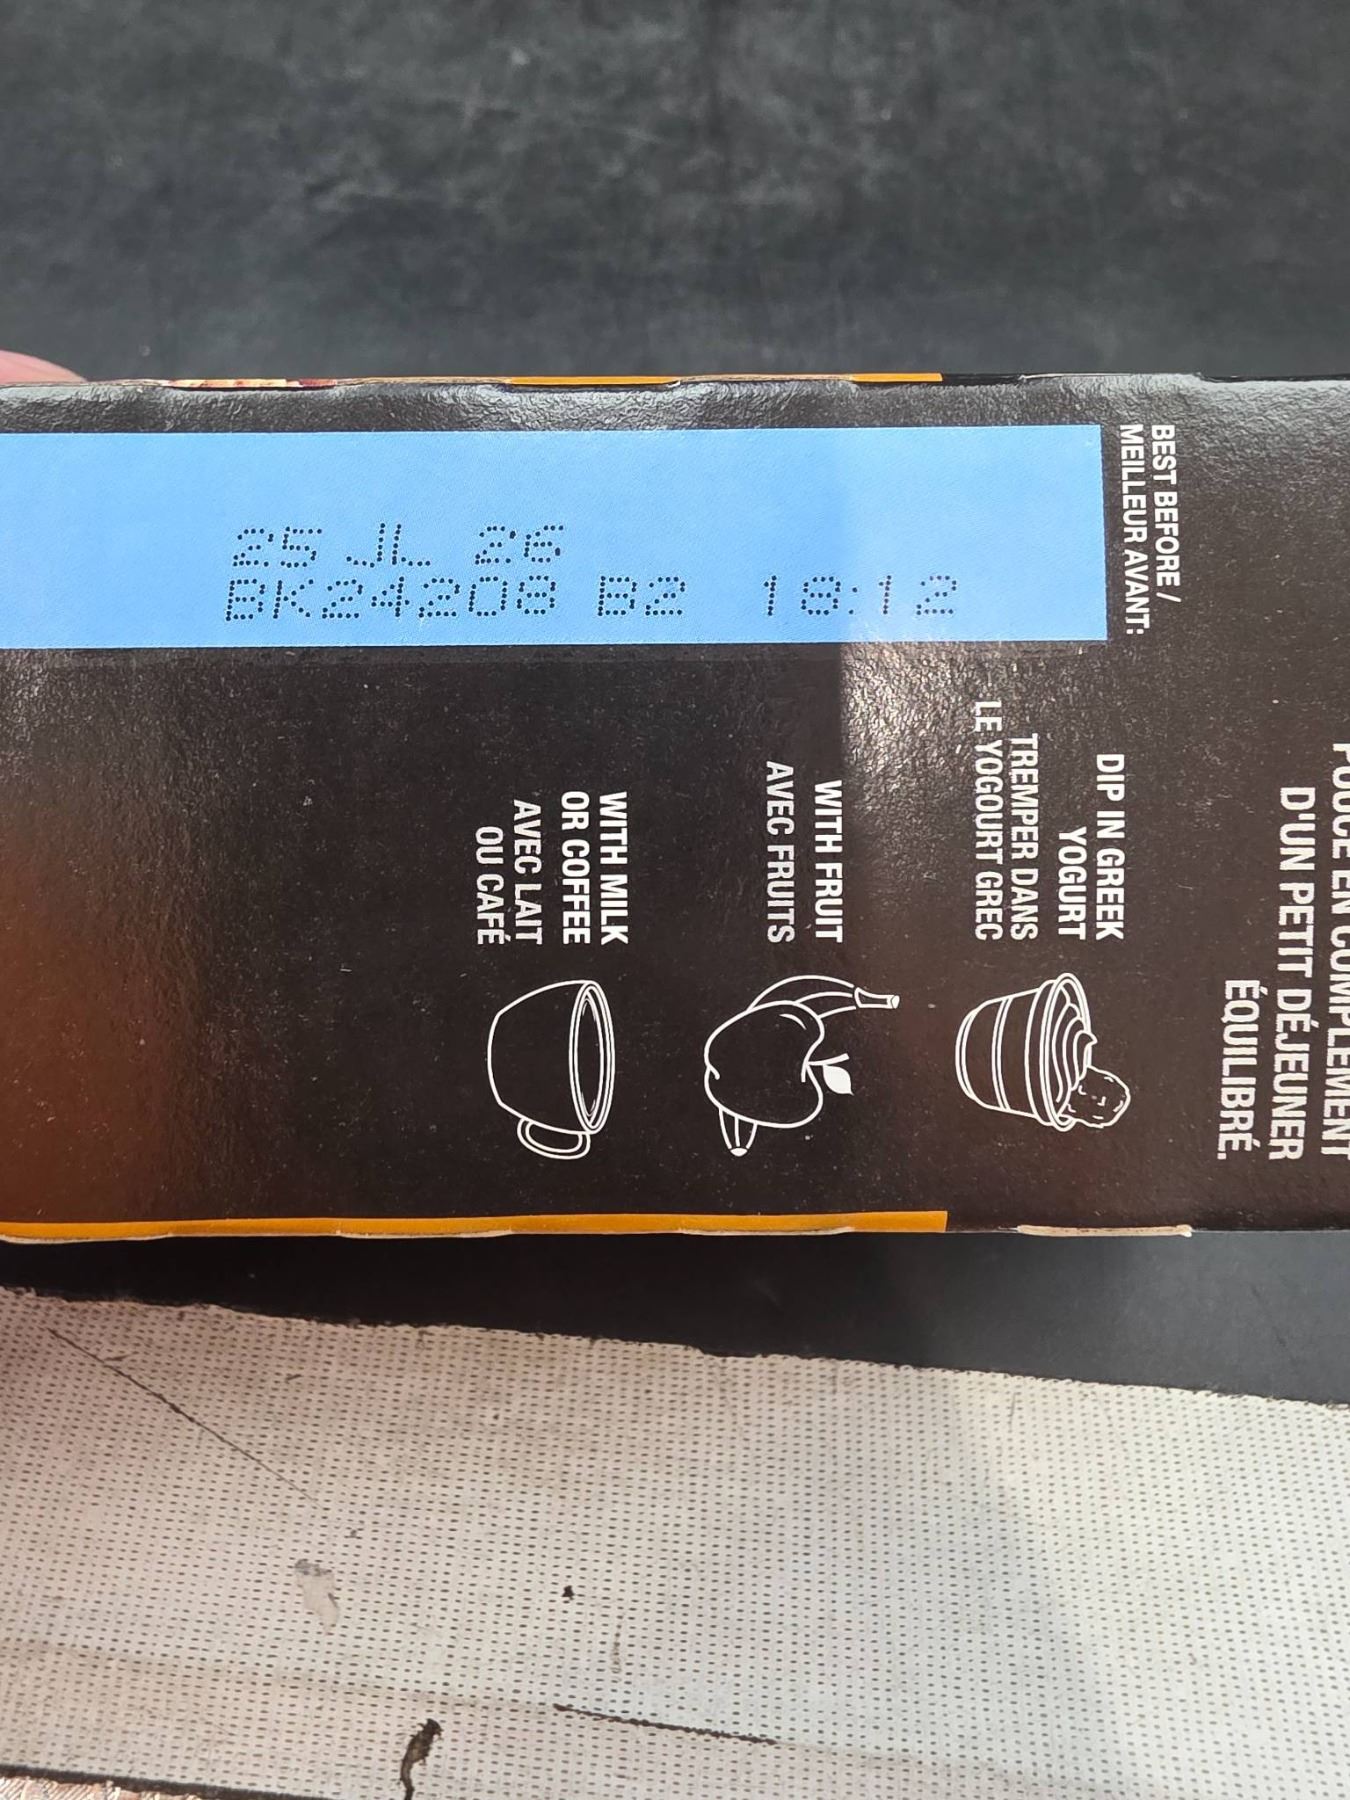 BEST BEFORE /
MEILLEUR AVANT:
25 JL 26
BK24208 B2 18:12
D'UN PETIT DÉJEUNER
ÉQUILIBRÉ.
DIP IN GREEK
YOGURT
TREMPER DANS
LE YOGOURT GREC
WITH FRUIT
AVEC FRUITS
WITH MILK
OR COFFEE
AVEC LAIT
OU CAFÉ